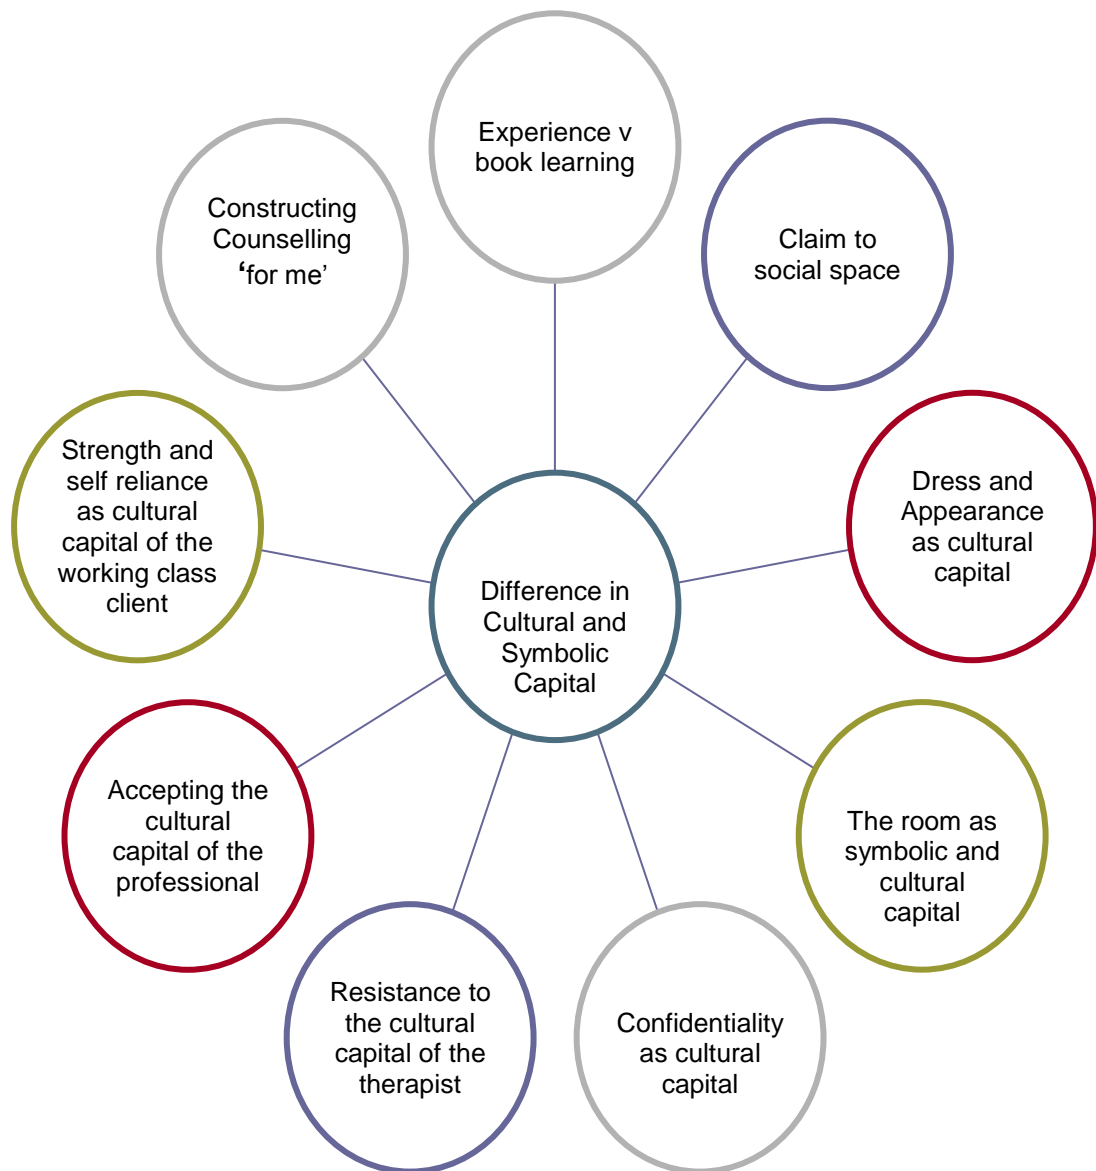 Experience v
book learning
Claim to
social space
Dress and
Appearance
as cultural
capital
The room as
symbolic and
cultural
capital
Confidentiality
as cultural
capital
Resistance to
the cultural
capital of the
therapist
Accepting the
cultural
capital of the
professional
Strength and
self reliance
as cultural
capital of the
working class
client
Constructing
Counselling
‘for me’
Difference in
Cultural and
Symbolic
Capital